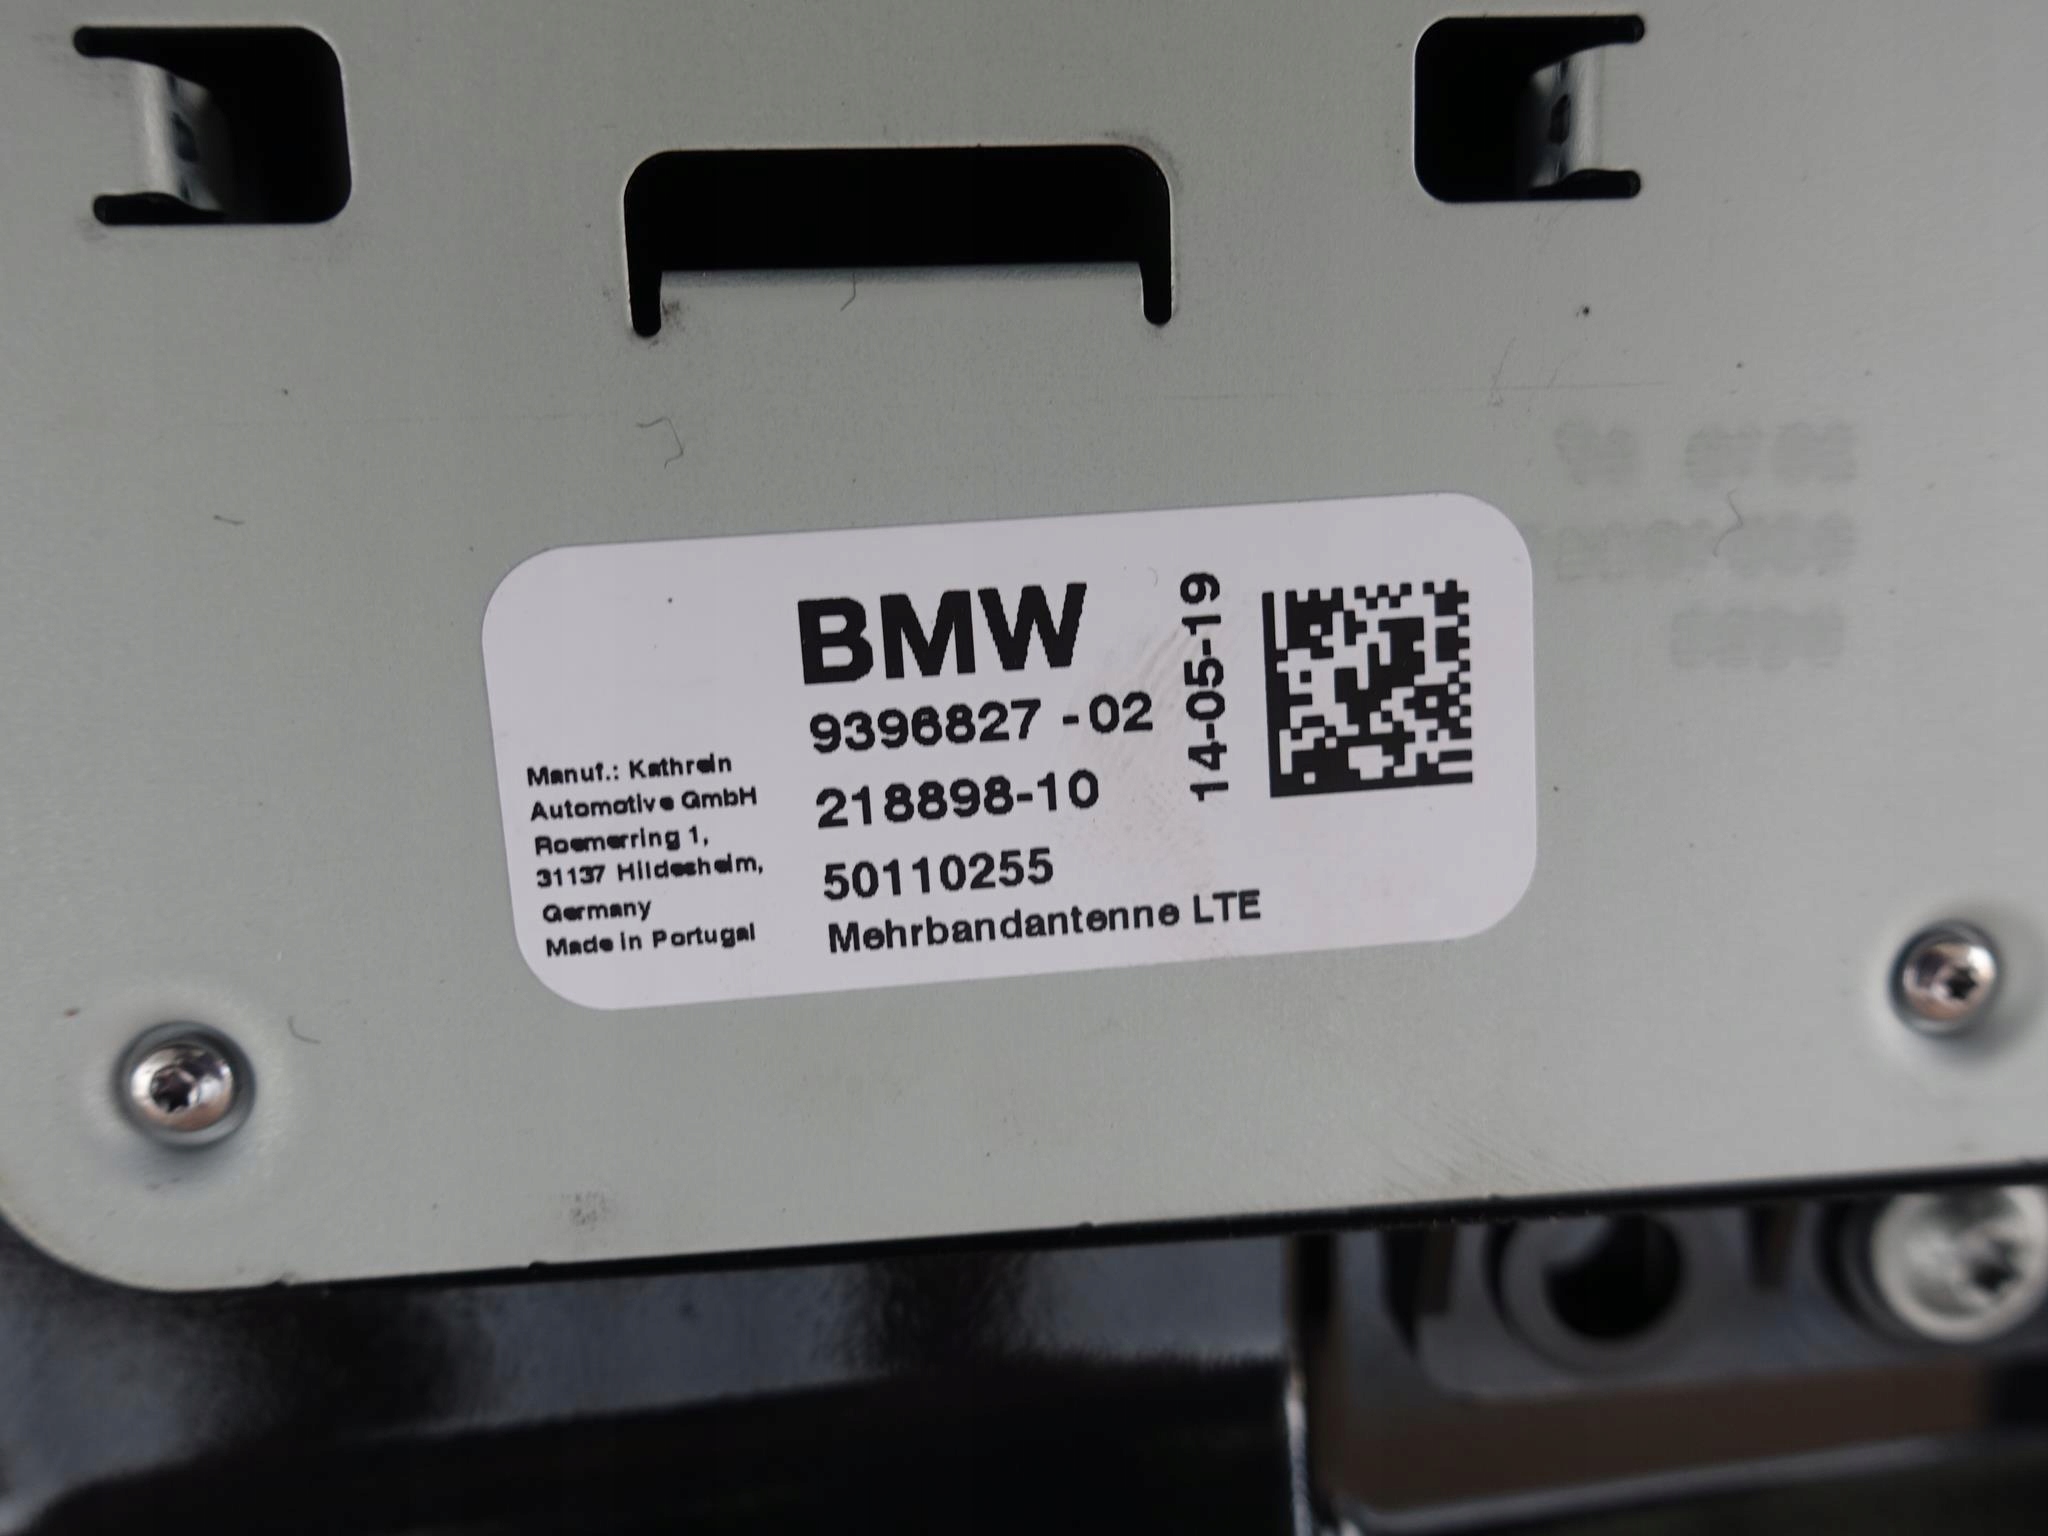 BMW
9396827 -02
218898-10
50110255
Mehrbandantenne LTE
14-05-19
Manuf.: Kathrein
Automotive GmbH
Roemerring 1,
31137 Hildesheim,
Germany
Made in Portugal